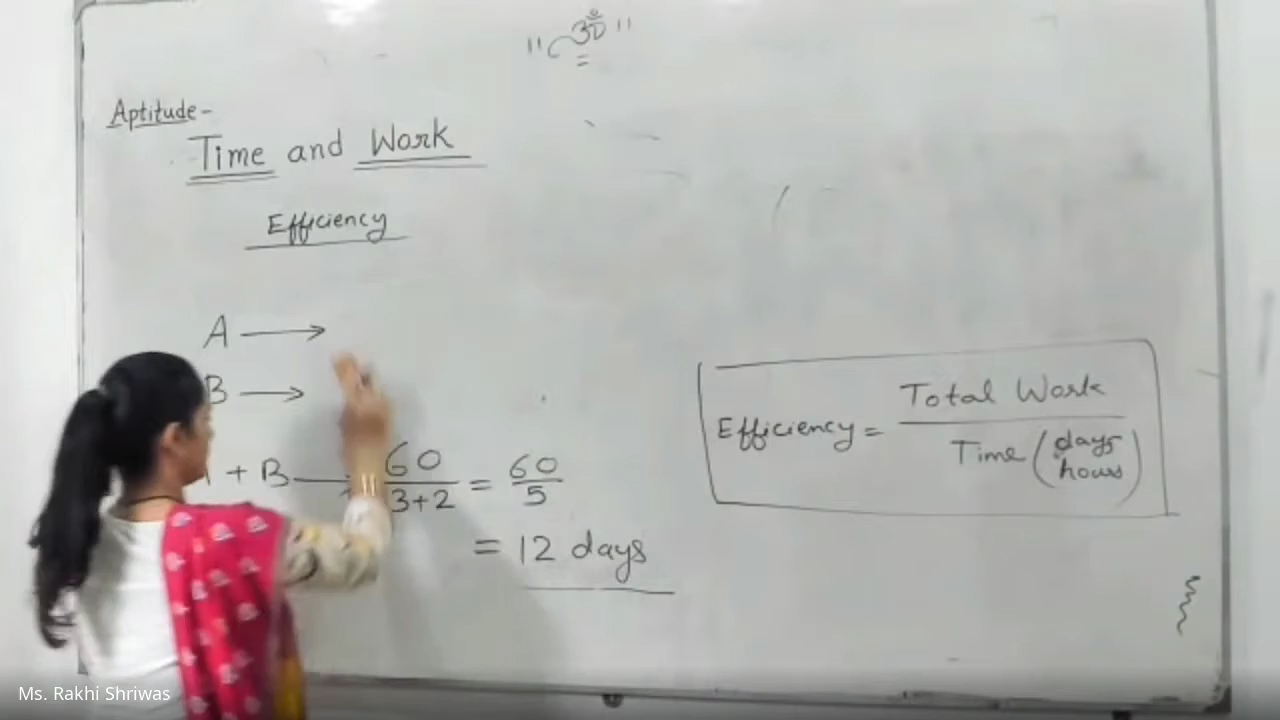 " ॐ "
Aptitude-
Time and Work
Efficiency
A →
B →
+ B → 60/3+2 = 60/5
= 12 days
Efficiency = Total Work / Time (days hours)
Ms. Rakhi Shriwas